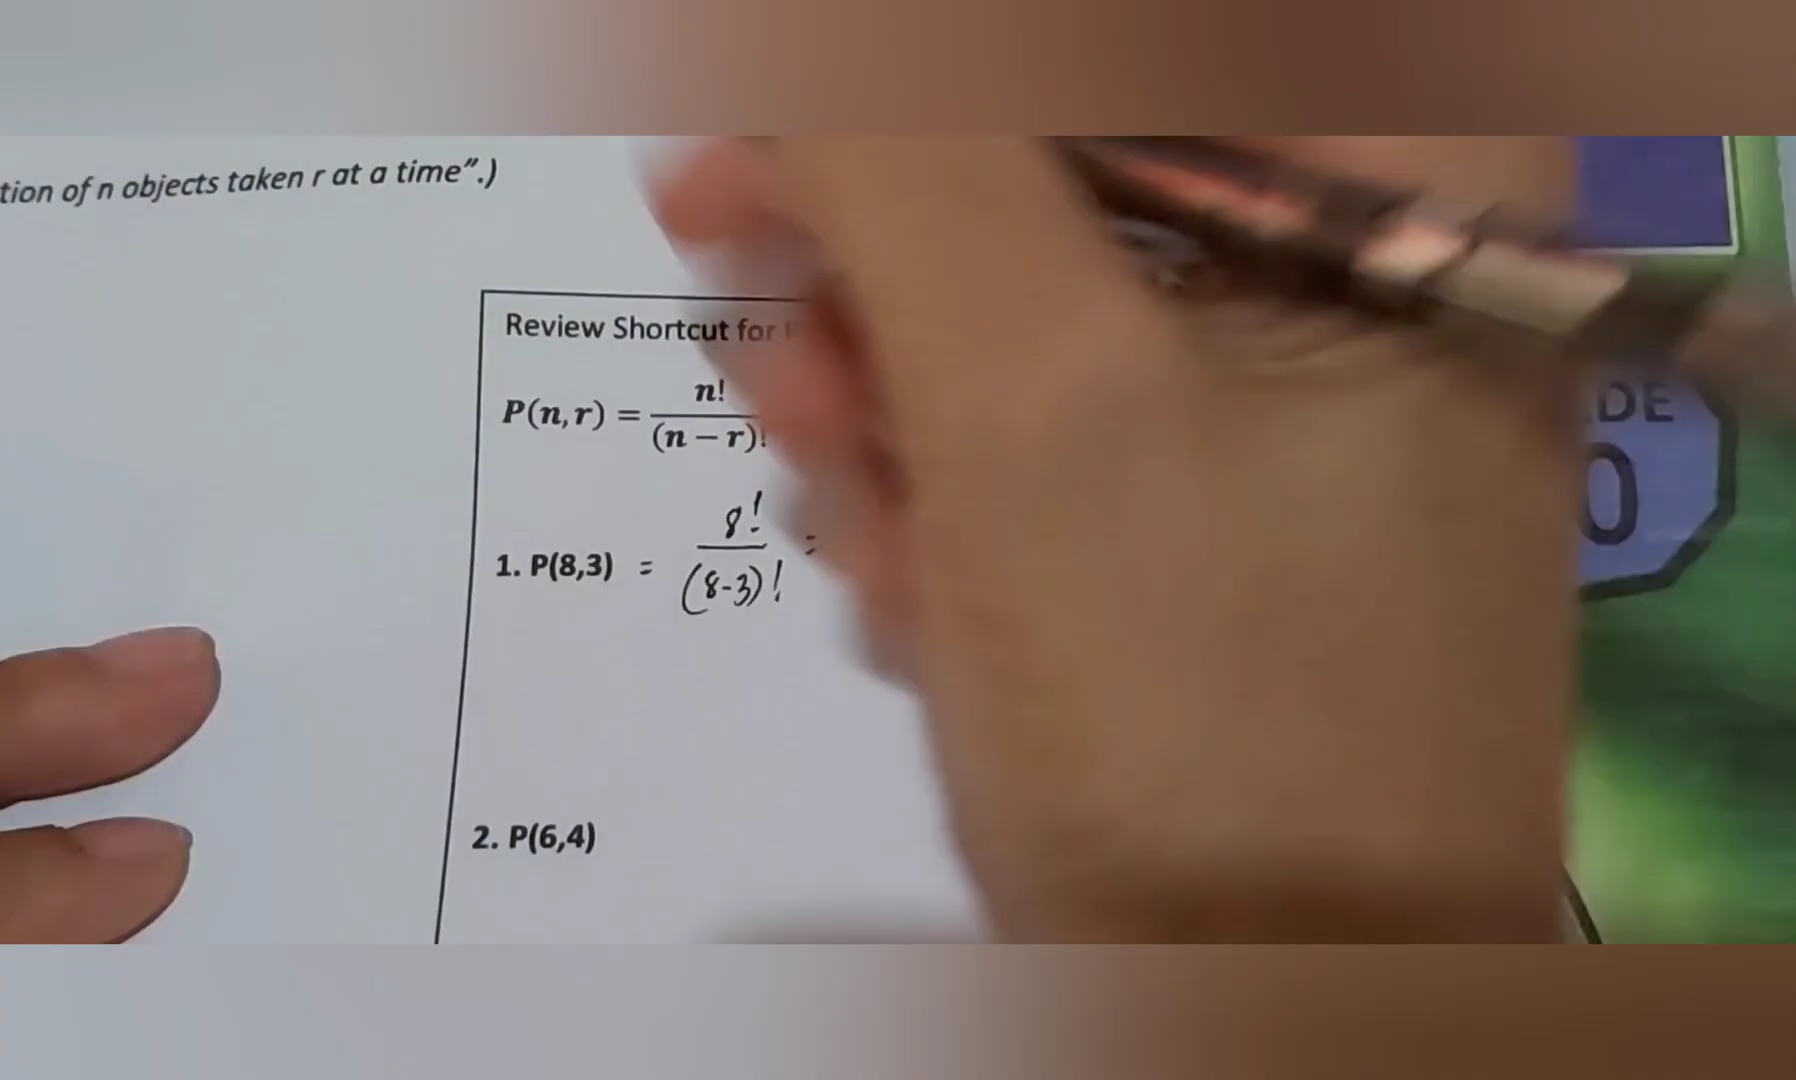 tion of n objects taken r at a time”.)
Review Shortcut for
P(n,r) = n! / (n − r)!
1. P(8,3) = 8! / (8-3)! =
2. P(6,4)
DE
0